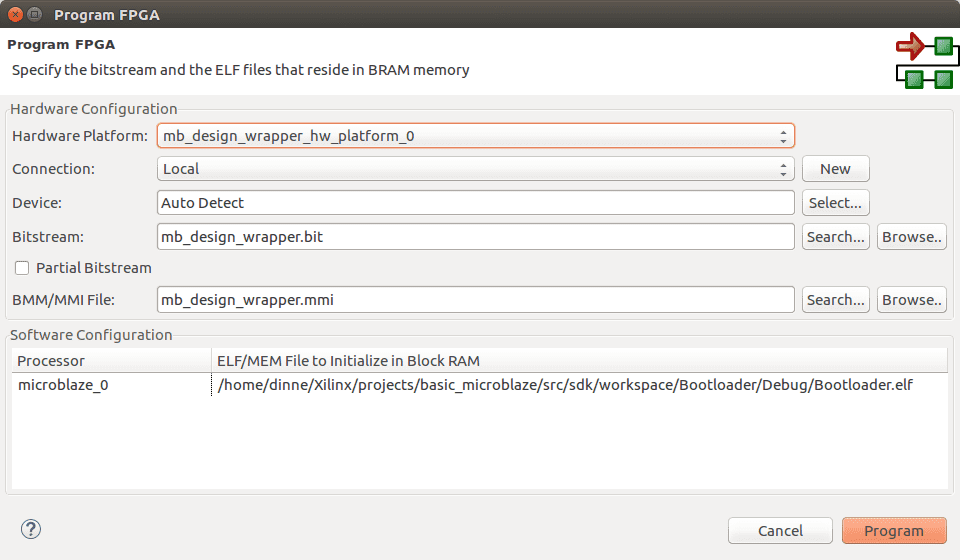 Program FPGA
Program FPGA
Specify the bitstream and the ELF files that reside in BRAM memory
Hardware Configuration
Hardware Platform: mb_design_wrapper_hw_platform_0
Connection: Local New
Device: Auto Detect Select...
Bitstream: mb_design_wrapper.bit Search... Browse..
Partial Bitstream
BMM/MMI File: mb_design_wrapper.mmi Search... Browse..
Software Configuration
Processor ELF/MEM File to Initialize in Block RAM
microblaze_0 /home/dinne/Xilinx/projects/basic_microblaze/src/sdk/workspace/Bootloader/Debug/Bootloader.elf
? Cancel Program